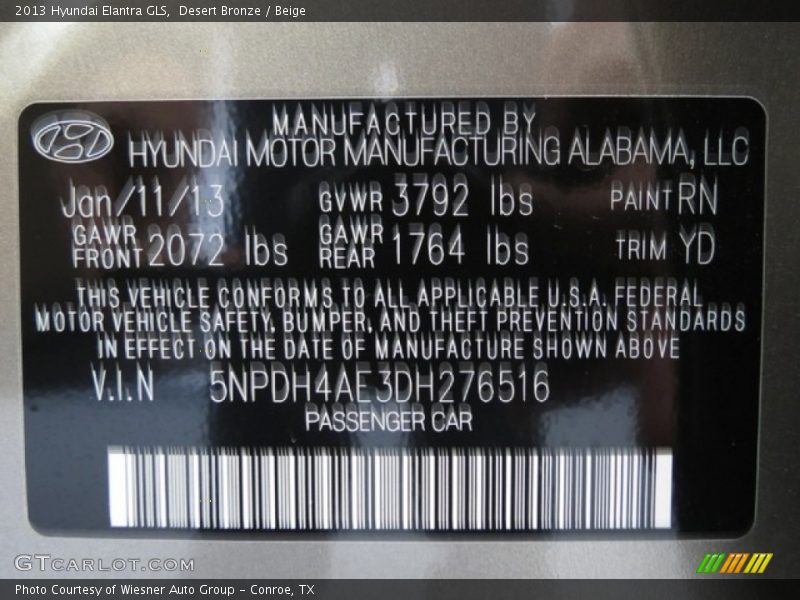 2013 Hyundai Elantra GLS,  Desert Bronze / Beige
MANUFACTURED BY
HYUNDAI MOTOR MANUFACTURING ALABAMA, LLC
Jan/11/13 GVWR 3792 lbs PAINT RN
GAWR FRONT 2072 lbs GAWR REAR 1764 lbs TRIM YD
THIS VEHICLE CONFORMS TO ALL APPLICABLE U.S.A. FEDERAL
MOTOR VEHICLE SAFETY, BUMPER, AND THEFT PREVENTION STANDARDS
IN EFFECT ON THE DATE OF MANUFACTURE SHOWN ABOVE
V.I.N 5NPDH4AE3DH276516
PASSENGER CAR
GTCARLOT.COM
Photo Courtesy of Wiesner Auto Group - Conroe, TX